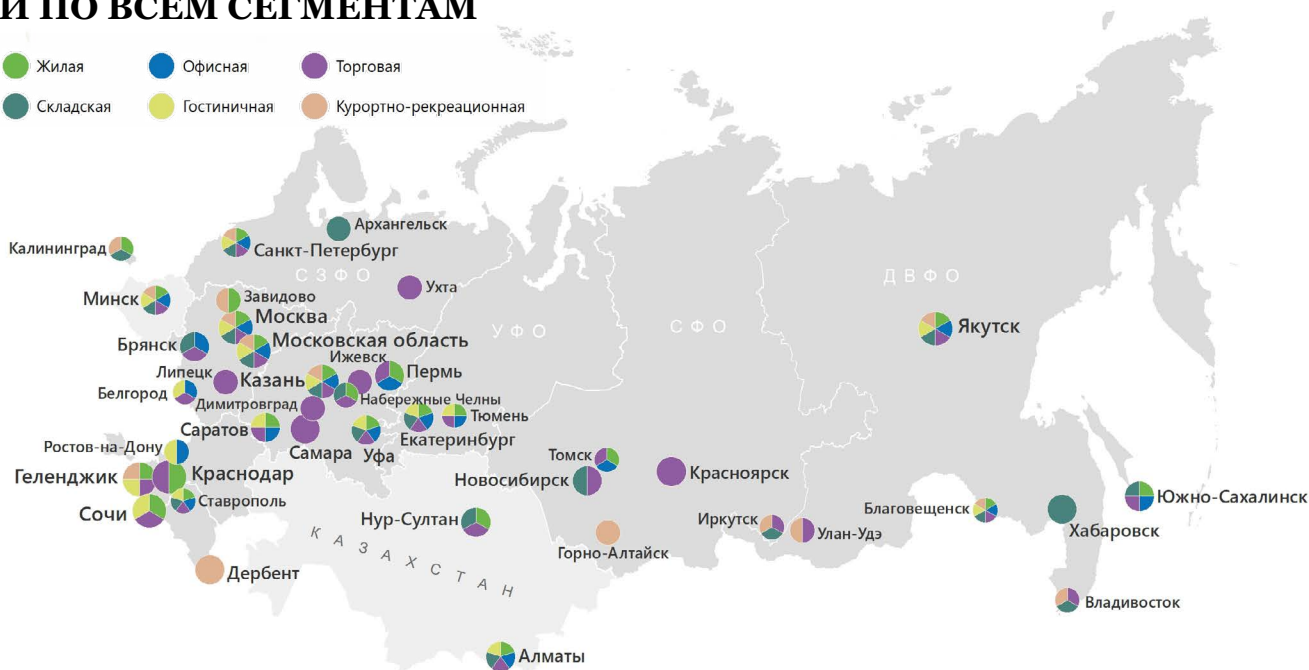 И ПО ВСЕМ СЕГМЕНТАМ
Жилая
Офисная
Торговая
Складская
Гостиничная
Курортно-рекреационная
Архангельск
Калининград
Санкт-Петербург
СЗФО
ДВФО
Ухта
Минск
Завидово
Москва
УФО
СФО
Якутск
Брянск
Московская область
Ижевск
Липецк
Казань
Пермь
Белгород
Димитровград
Набережные Челны
Тюмень
Саратов
Екатеринбург
Самара
Уфа
Ростов-на-Дону
Томск
Геленджик
Краснодар
Новосибирск
Красноярск
Ставрополь
Сочи
Благовещенск
Южно-Сахалинск
Нур-Султан
Иркутск
Улан-Удэ
Хабаровск
Горно-Алтайск
КАЗАХСТАН
Дербент
Владивосток
Алматы